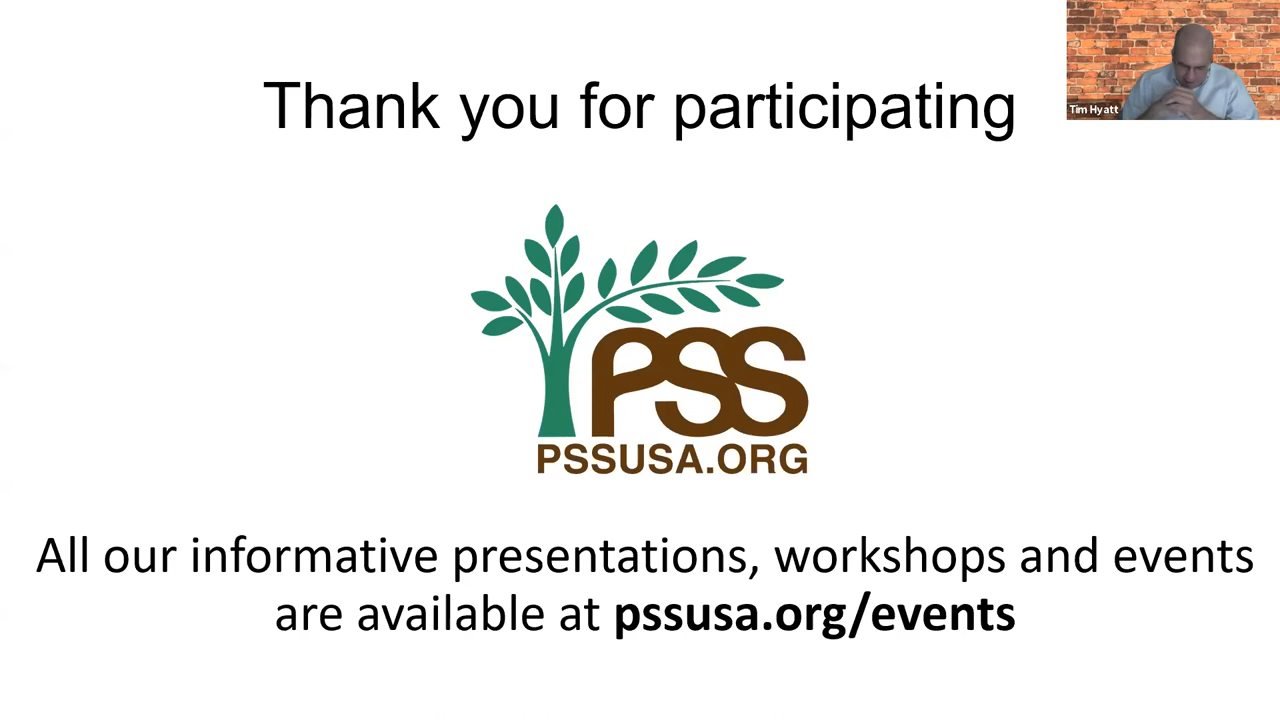 Thank you for participating
Tim Hyatt
PSS
PSSUSA.ORG
All our informative presentations, workshops and events
are available at pssusa.org/events